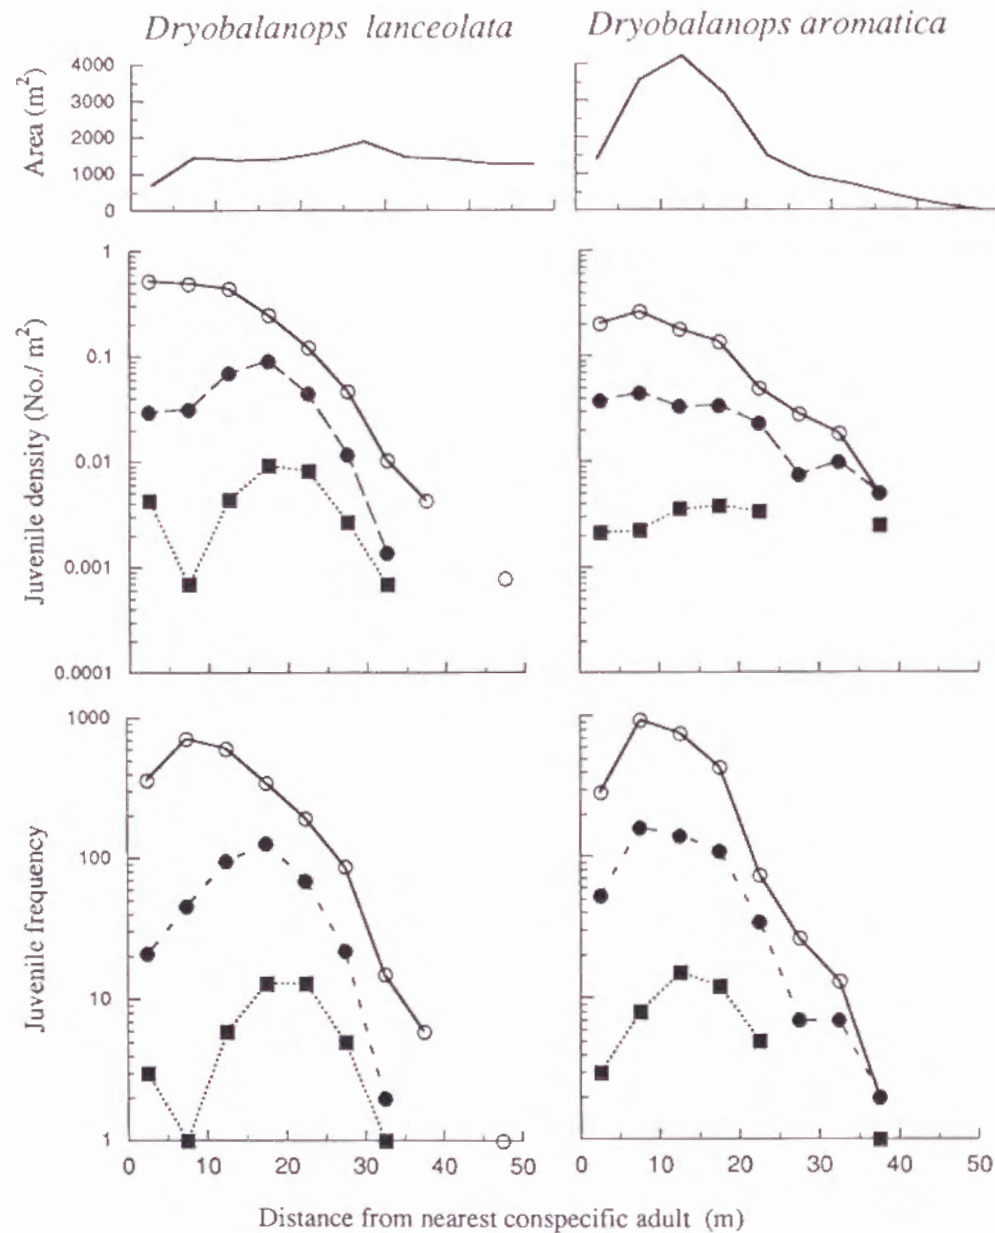 Dryobalanops lanceolata
Dryobalanops aromatica
Area (m²)
4000
3000
2000
1000
0
Juvenile density (No./ m²)
1
0.1
0.01
0.001
0.0001
Juvenile frequency
1000
100
10
1
0 10 20 30 40 50
0 10 20 30 40 50
Distance from nearest conspecific adult (m)